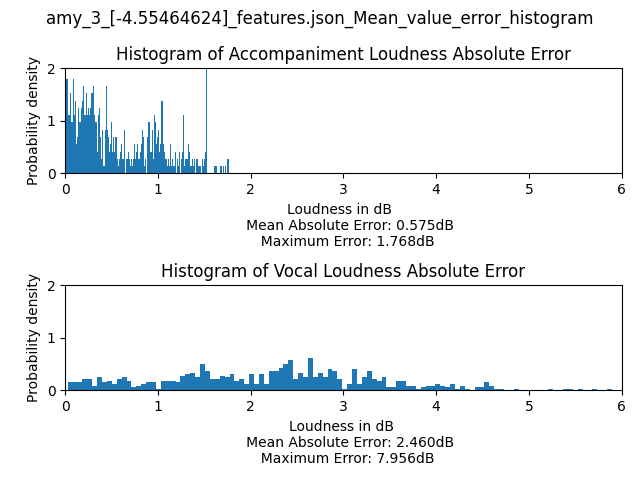 amy_3_[-4.55464624]_features.json_Mean_value_error_histogram
Histogram of Accompaniment Loudness Absolute Error
Probability density
2
1
0
0 1 2 3 4 5 6
Loudness in dB
Mean Absolute Error: 0.575dB
Maximum Error: 1.768dB
Histogram of Vocal Loudness Absolute Error
Probability density
2
1
0
0 1 2 3 4 5 6
Loudness in dB
Mean Absolute Error: 2.460dB
Maximum Error: 7.956dB